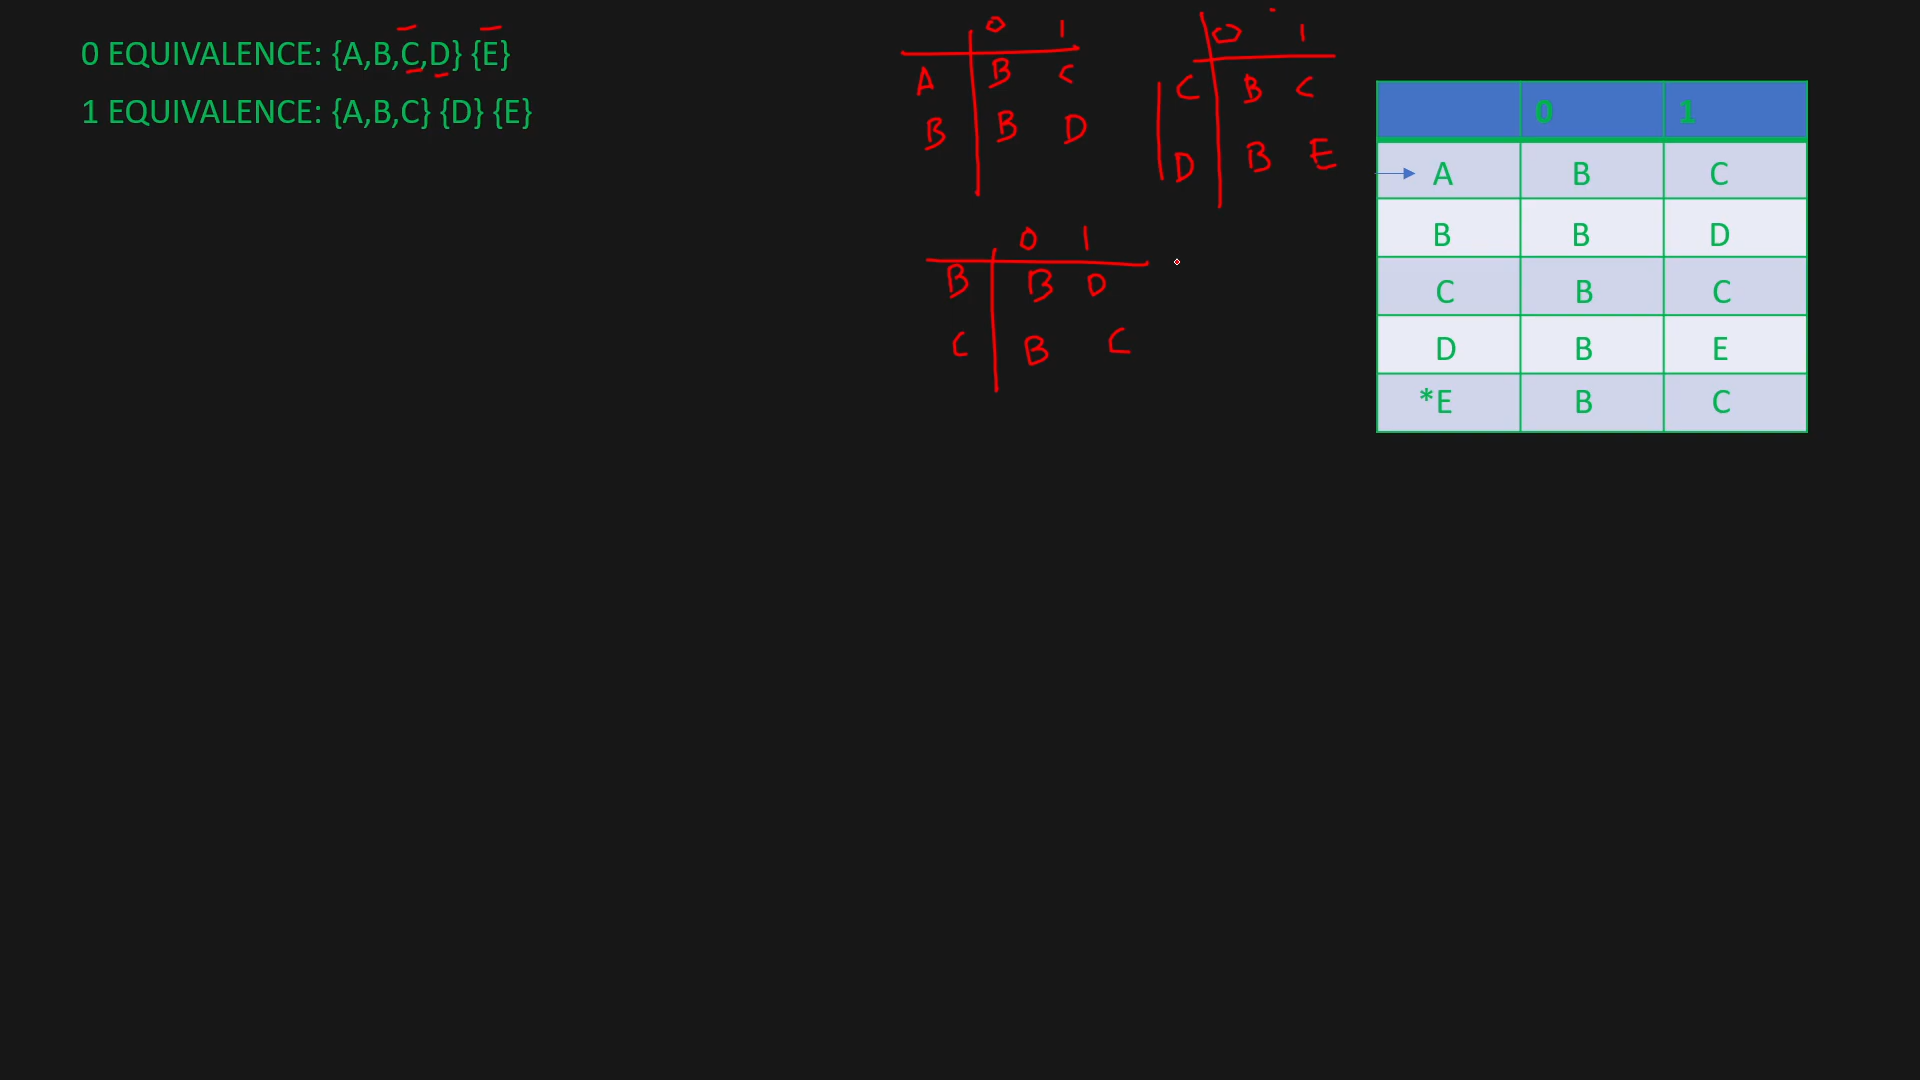 0 EQUIVALENCE: {A,B,C,D} {E}
1 EQUIVALENCE: {A,B,C} {D} {E}
0 1
A B C
B B D
0 1
C B C
D B E
0 1
B B D
C B C
0 1
A B C
B B D
C B C
D B E
*E B C